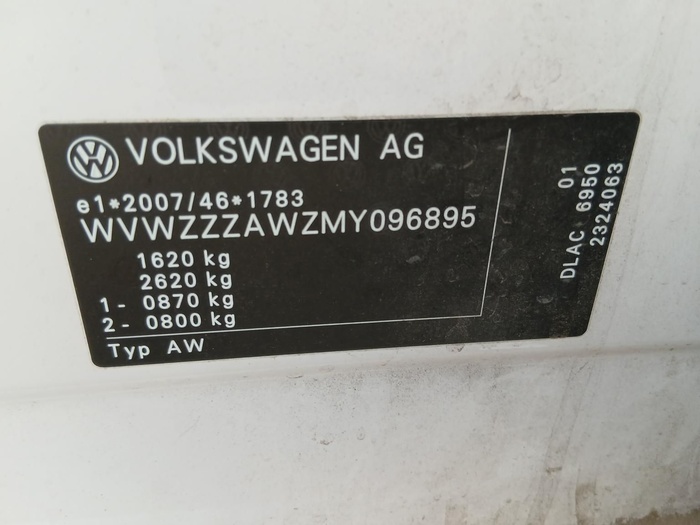 VOLKSWAGEN AG
e1*2007/46*1783
WVWZZZAWZMY096895
1620 kg
2620 kg
1- 0870 kg
2- 0800 kg
Typ AW
01
DLAC 6950
2324063